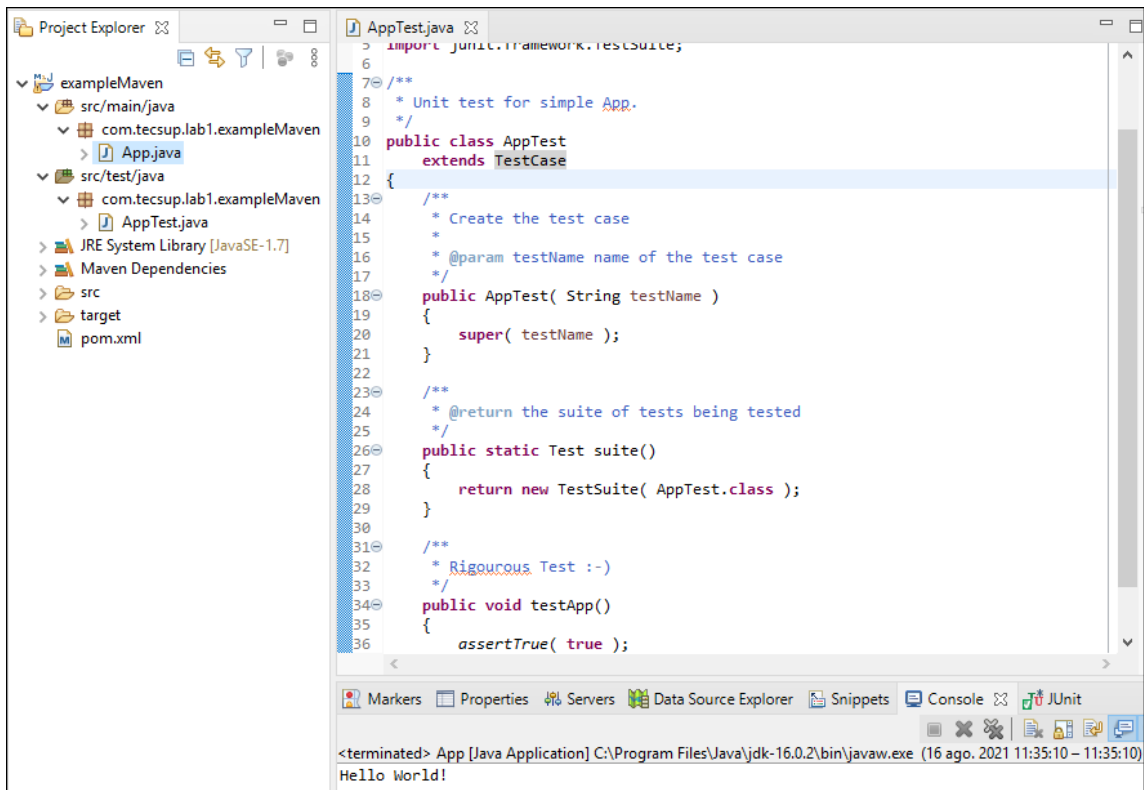 Project Explorer
exampleMaven
src/main/java
com.tecsup.lab1.exampleMaven
App.java
src/test/java
com.tecsup.lab1.exampleMaven
AppTest.java
JRE System Library [JavaSE-1.7]
Maven Dependencies
src
target
pom.xml
AppTest.java
5 import junit.framework.TestSuite;
6
7 /**
8 * Unit test for simple App.
9 */
10 public class AppTest
11 extends TestCase
12 {
13 /**
14 * Create the test case
15 *
16 * @param testName name of the test case
17 */
18 public AppTest( String testName )
19 {
20 super( testName );
21 }
22
23 /**
24 * @return the suite of tests being tested
25 */
26 public static Test suite()
27 {
28 return new TestSuite( AppTest.class );
29 }
30
31 /**
32 * Rigourous Test :-)
33 */
34 public void testApp()
35 {
36 assertTrue( true );
Markers Properties Servers Data Source Explorer Snippets Console JUnit
<terminated> App [Java Application] C:\Program Files\Java\jdk-16.0.2\bin\javaw.exe (16 ago. 2021 11:35:10 – 11:35:10)
Hello World!